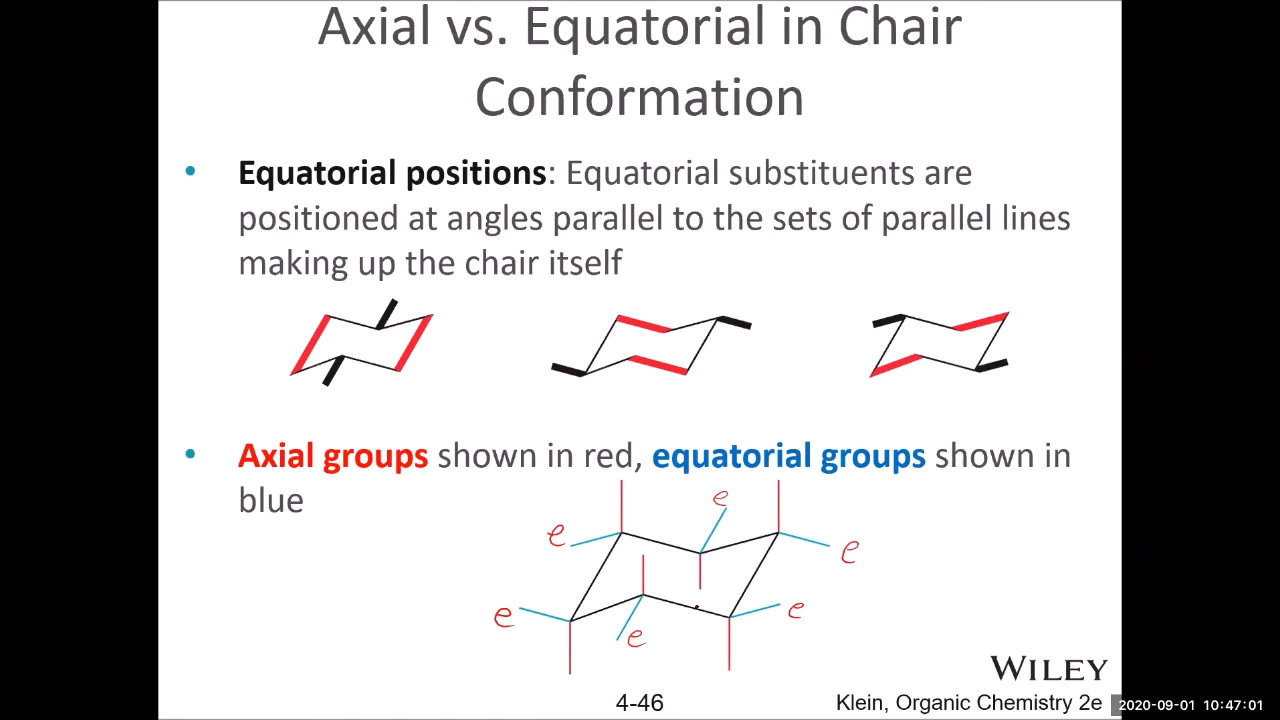 Axial vs. Equatorial in Chair
Conformation
• Equatorial positions: Equatorial substituents are
positioned at angles parallel to the sets of parallel lines
making up the chair itself
• Axial groups shown in red, equatorial groups shown in
blue
e
e
e
e
e
e
WILEY
4-46
Klein, Organic Chemistry 2e
2020-09-01 10:47:01